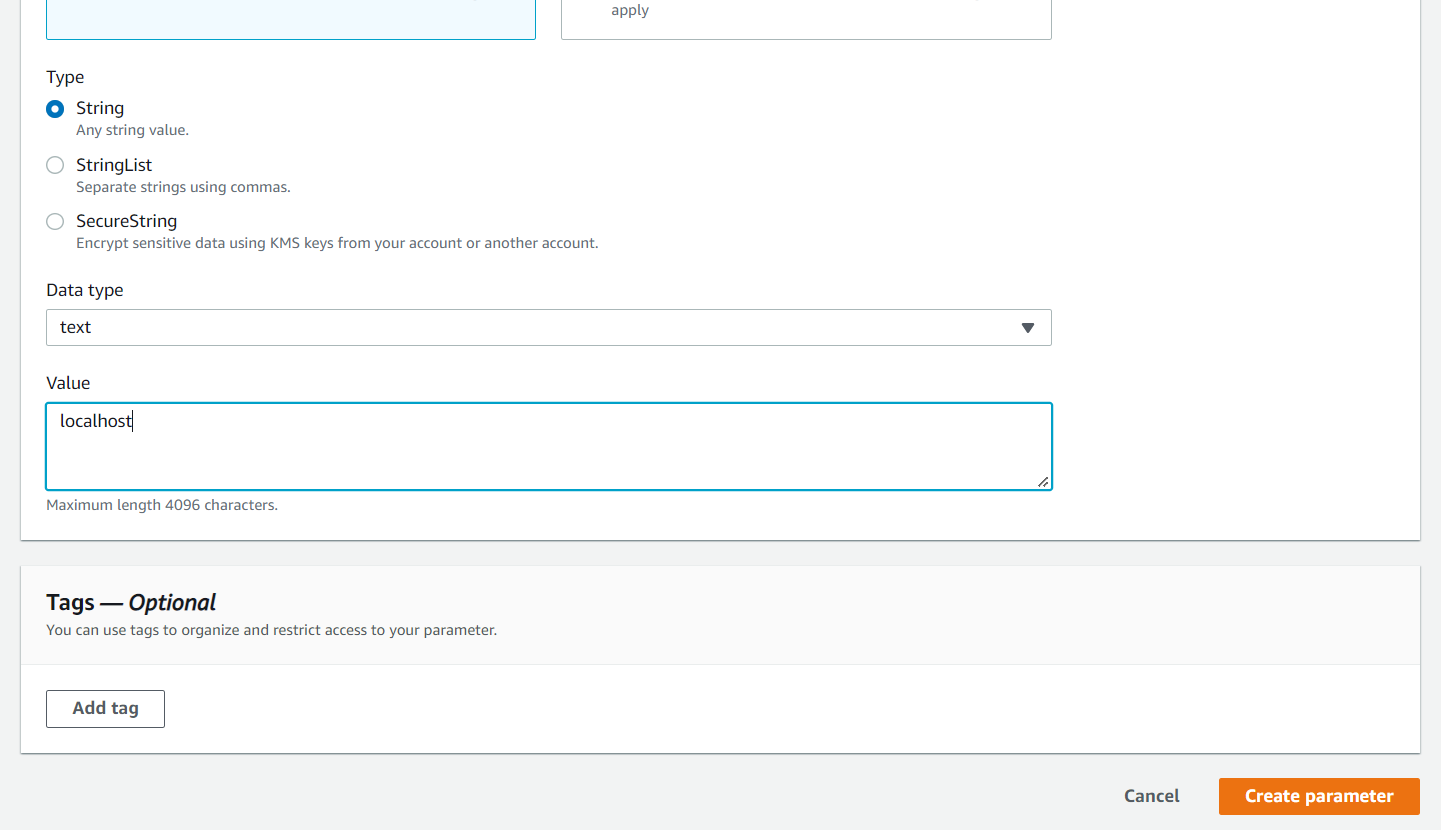 apply
Type
String
Any string value.
StringList
Separate strings using commas.
SecureString
Encrypt sensitive data using KMS keys from your account or another account.
Data type
text
Value
localhost
Maximum length 4096 characters.
Tags — Optional
You can use tags to organize and restrict access to your parameter.
Add tag
Cancel
Create parameter